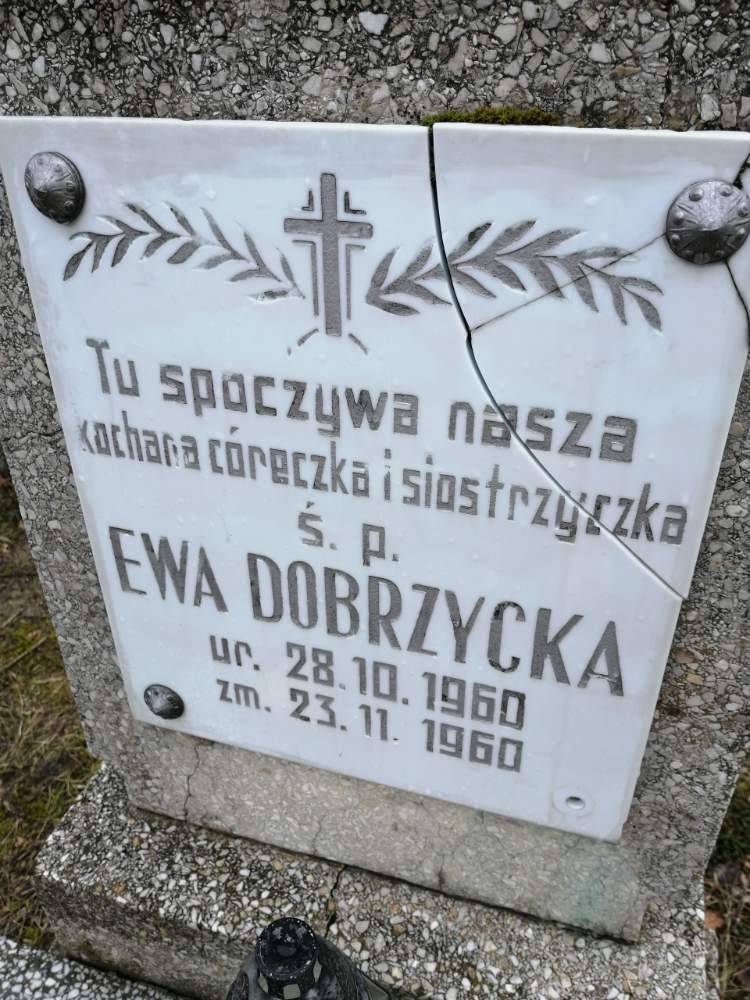 Tu spoczywa nasza
kochana córeczka i siostrzyczka
ś. p.
EWA DOBRZYCKA
ur. 28.10.1960
zm. 23.11.1960